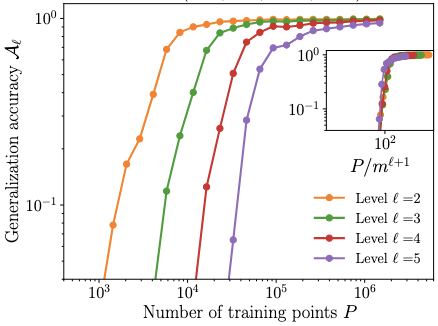 Generalization accuracy 𝒜_ℓ
10⁰
10⁻¹
10⁰
10⁻¹
10²
P/m^{ℓ+1}
Level ℓ =2
Level ℓ =3
Level ℓ =4
Level ℓ =5
10³ 10⁴ 10⁵ 10⁶
Number of training points P